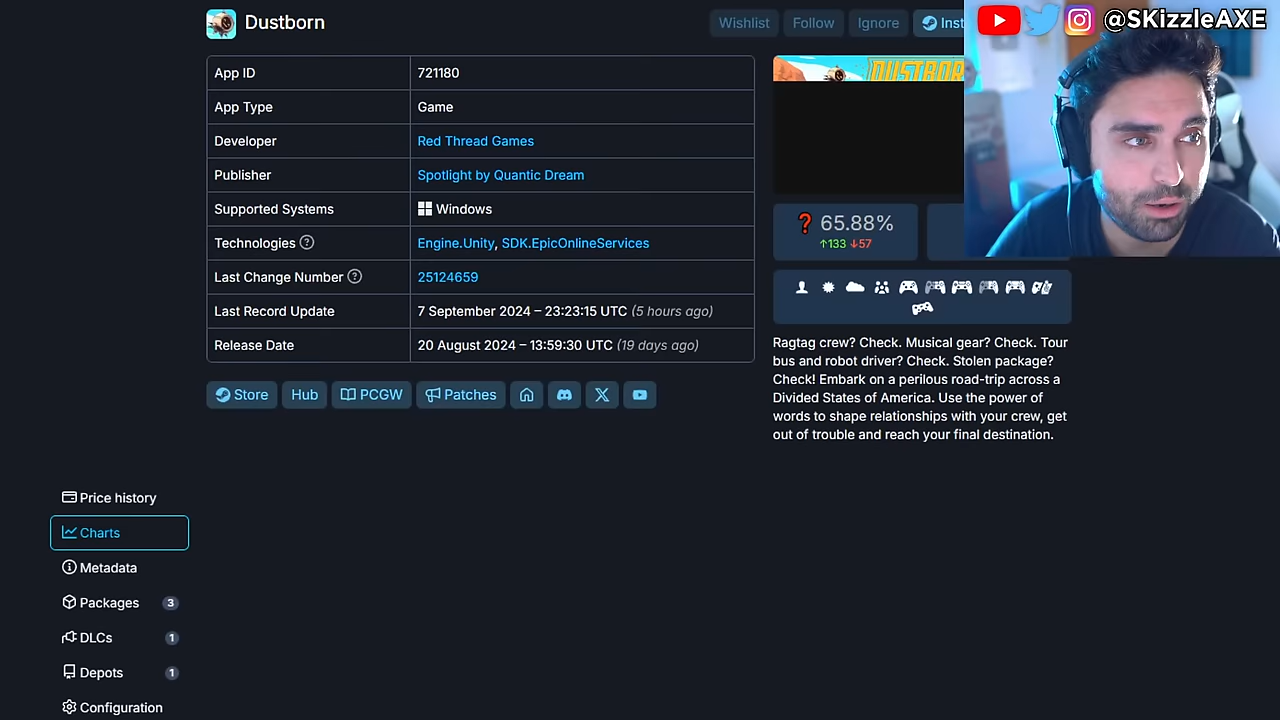 Dustborn
Wishlist
Follow
Ignore
Inst
@SKizzleAXE
App ID 721180
App Type Game
Developer Red Thread Games
Publisher Spotlight by Quantic Dream
Supported Systems Windows
Technologies Engine.Unity, SDK.EpicOnlineServices
Last Change Number 25124659
Last Record Update 7 September 2024 – 23:23:15 UTC (5 hours ago)
Release Date 20 August 2024 – 13:59:30 UTC (19 days ago)
Store Hub PCGW Patches
DUSTBOR
65.88%
↑133 ↓57
Ragtag crew? Check. Musical gear? Check. Tour
bus and robot driver? Check. Stolen package?
Check! Embark on a perilous road-trip across a
Divided States of America. Use the power of
words to shape relationships with your crew, get
out of trouble and reach your final destination.
Price history
Charts
Metadata
Packages 3
DLCs 1
Depots 1
Configuration